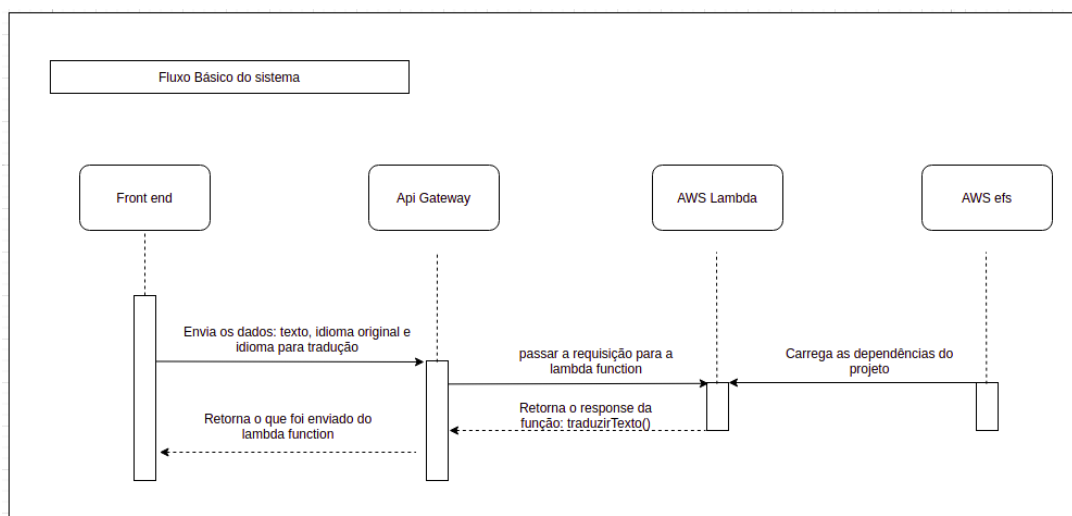 Fluxo Básico do sistema
Front end
Api Gateway
AWS Lambda
AWS efs
Envia os dados: texto, idioma original e
idioma para tradução
passar a requisição para a
lambda function
Carrega as dependências do
projeto
Retorna o response da
função: traduzirTexto()
Retorna o que foi enviado do
lambda function